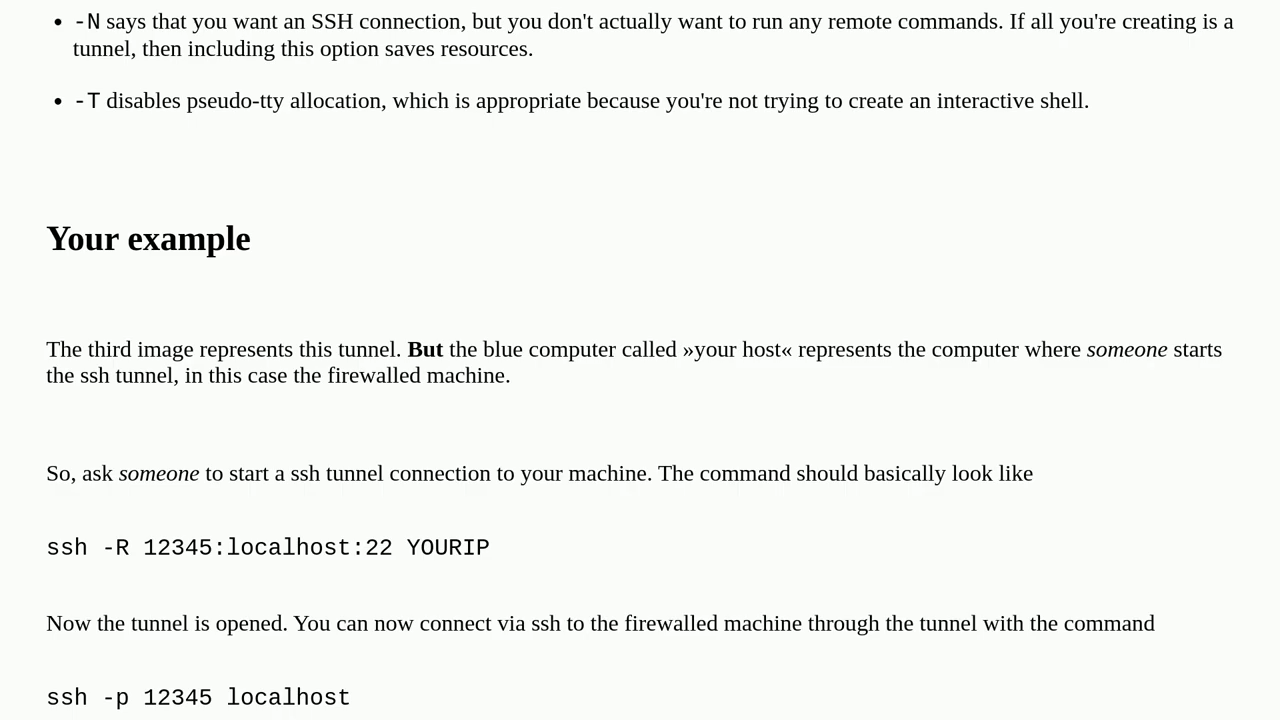 • -N says that you want an SSH connection, but you don't actually want to run any remote commands. If all you're creating is a
tunnel, then including this option saves resources.
• -T disables pseudo-tty allocation, which is appropriate because you're not trying to create an interactive shell.
Your example
The third image represents this tunnel. But the blue computer called »your host« represents the computer where someone starts
the ssh tunnel, in this case the firewalled machine.
So, ask someone to start a ssh tunnel connection to your machine. The command should basically look like
ssh -R 12345:localhost:22 YOURIP
Now the tunnel is opened. You can now connect via ssh to the firewalled machine through the tunnel with the command
ssh -p 12345 localhost